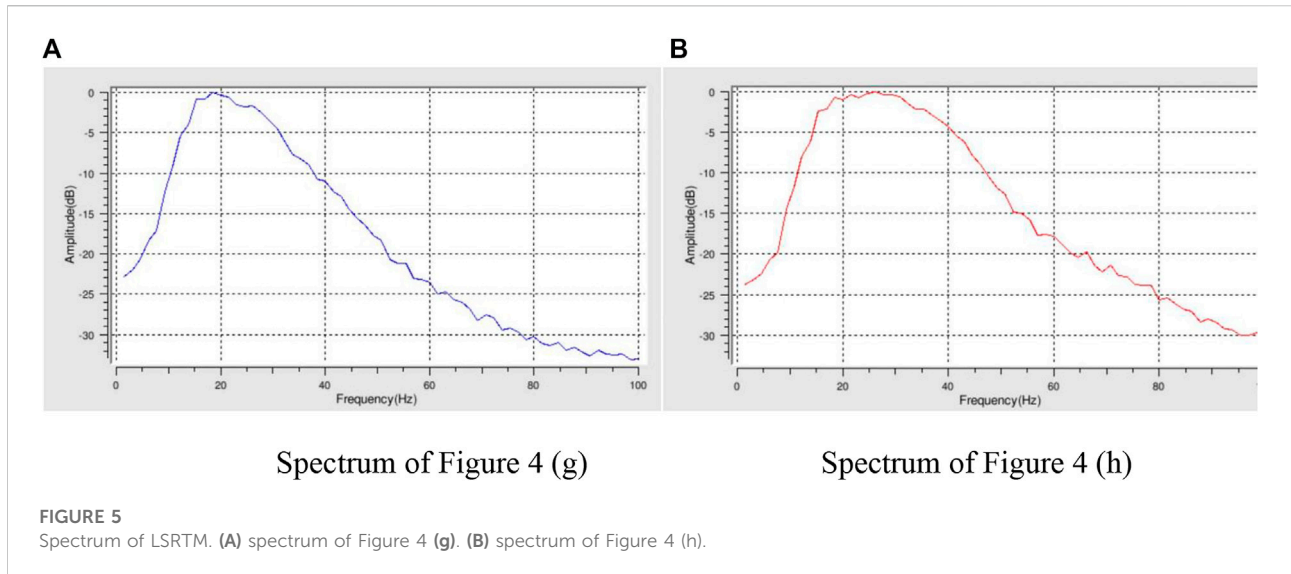 A
B
0
-5
-10
-15
-20
-25
-30
Amplitude(dB)
0 20 40 60 80 100
Frequency(Hz)
0
-5
-10
-15
-20
-25
-30
Amplitude(dB)
0 20 40 60 80
Frequency(Hz)
Spectrum of Figure 4 (g)
Spectrum of Figure 4 (h)
FIGURE 5
Spectrum of LSRTM. (A) spectrum of Figure 4 (g). (B) spectrum of Figure 4 (h).